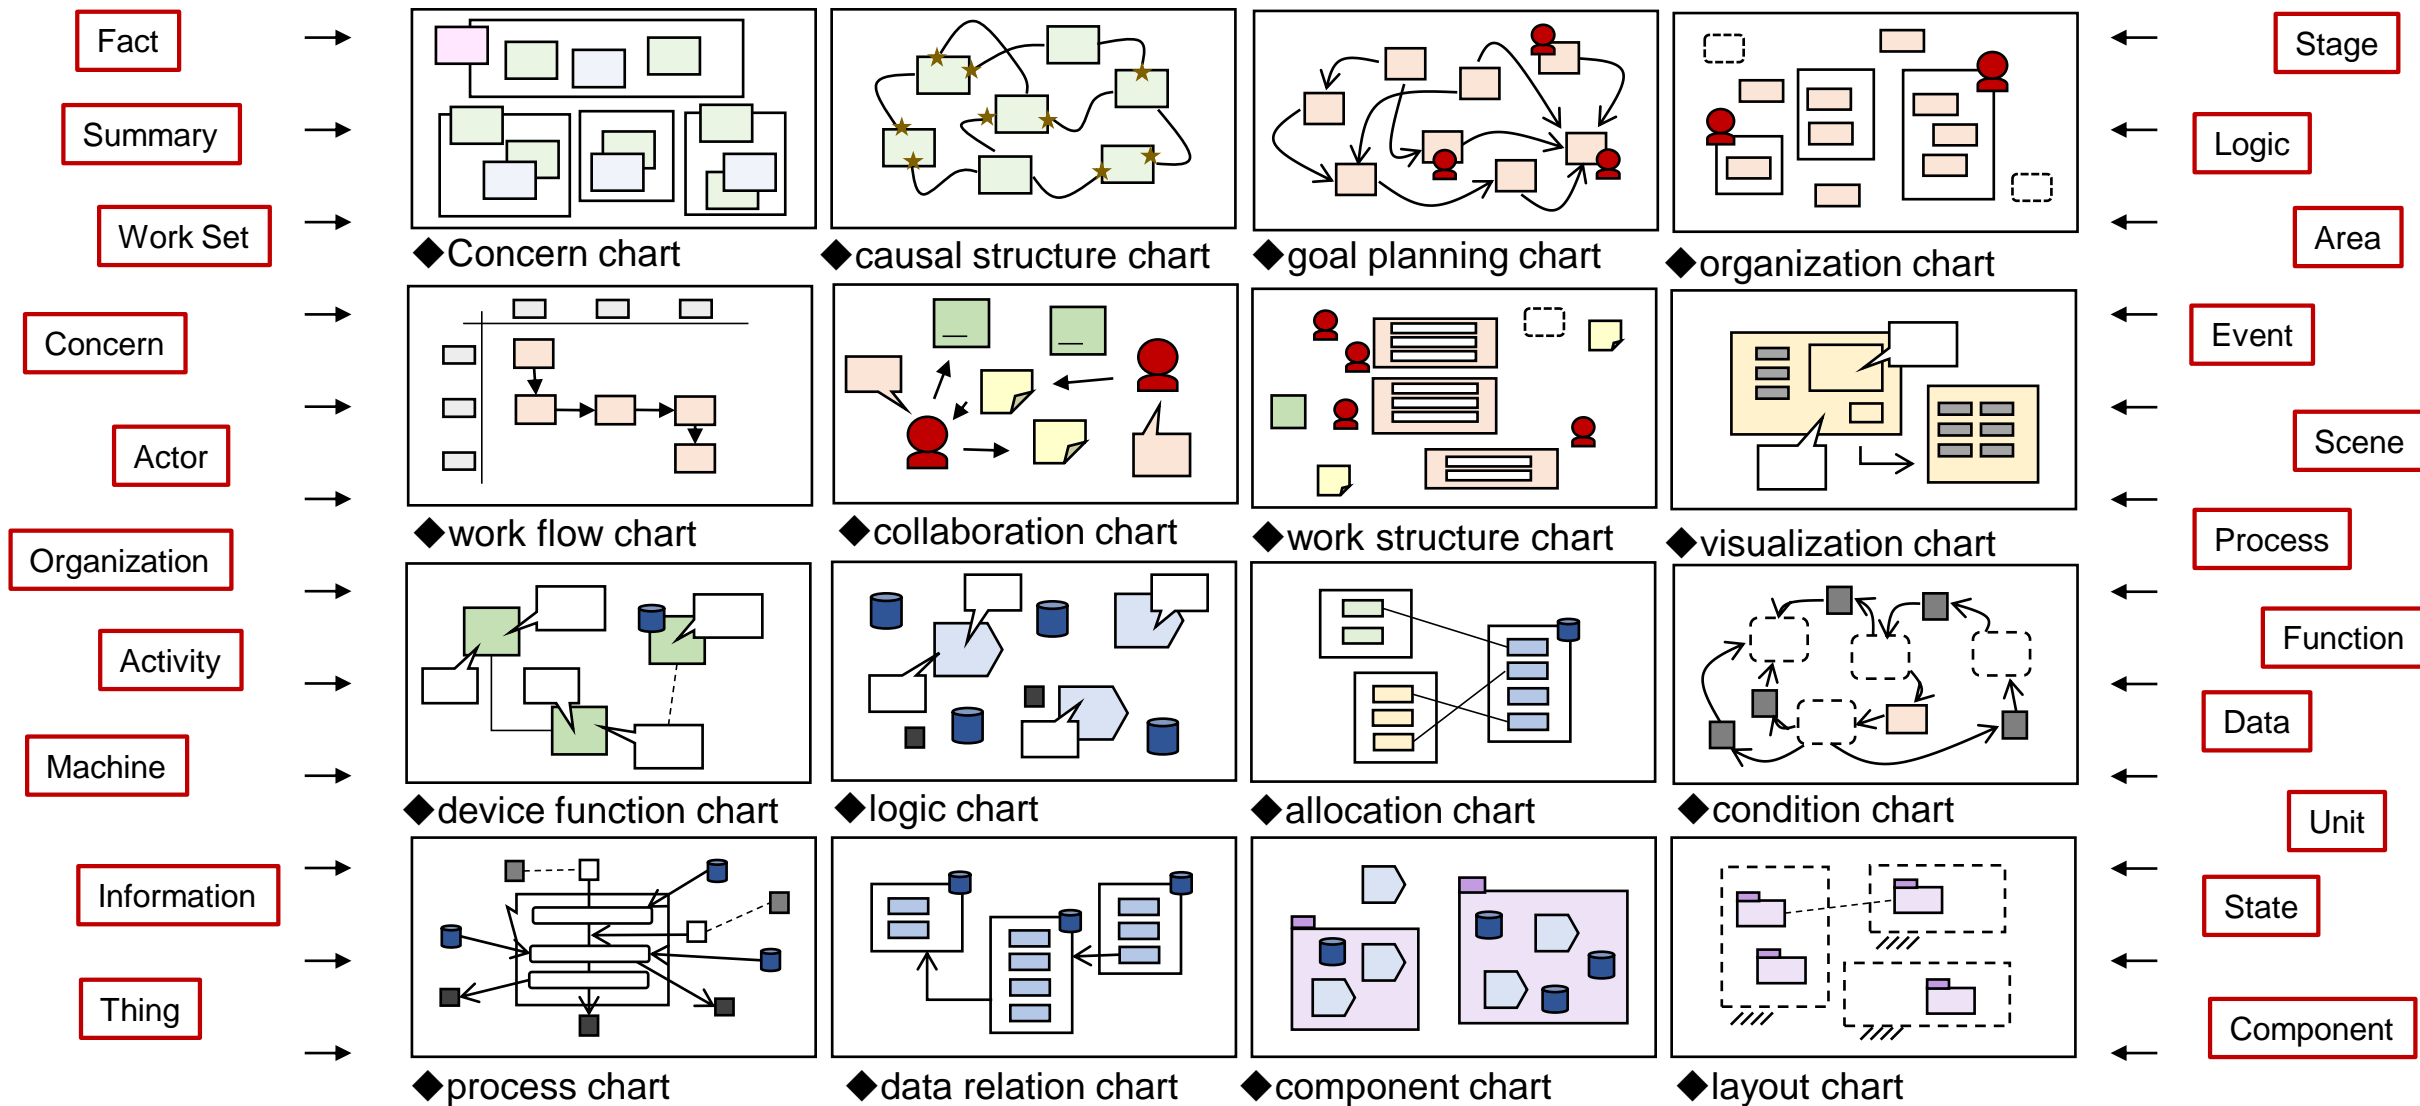 Fact
Summary
Work Set
Concern
Actor
Organization
Activity
Machine
Information
Thing
◆Concern chart
◆causal structure chart
◆goal planning chart
◆organization chart
◆work flow chart
◆collaboration chart
◆work structure chart
◆visualization chart
◆device function chart
◆logic chart
◆allocation chart
◆condition chart
◆process chart
◆data relation chart
◆component chart
◆layout chart
Stage
Logic
Area
Event
Scene
Process
Function
Data
Unit
State
Component